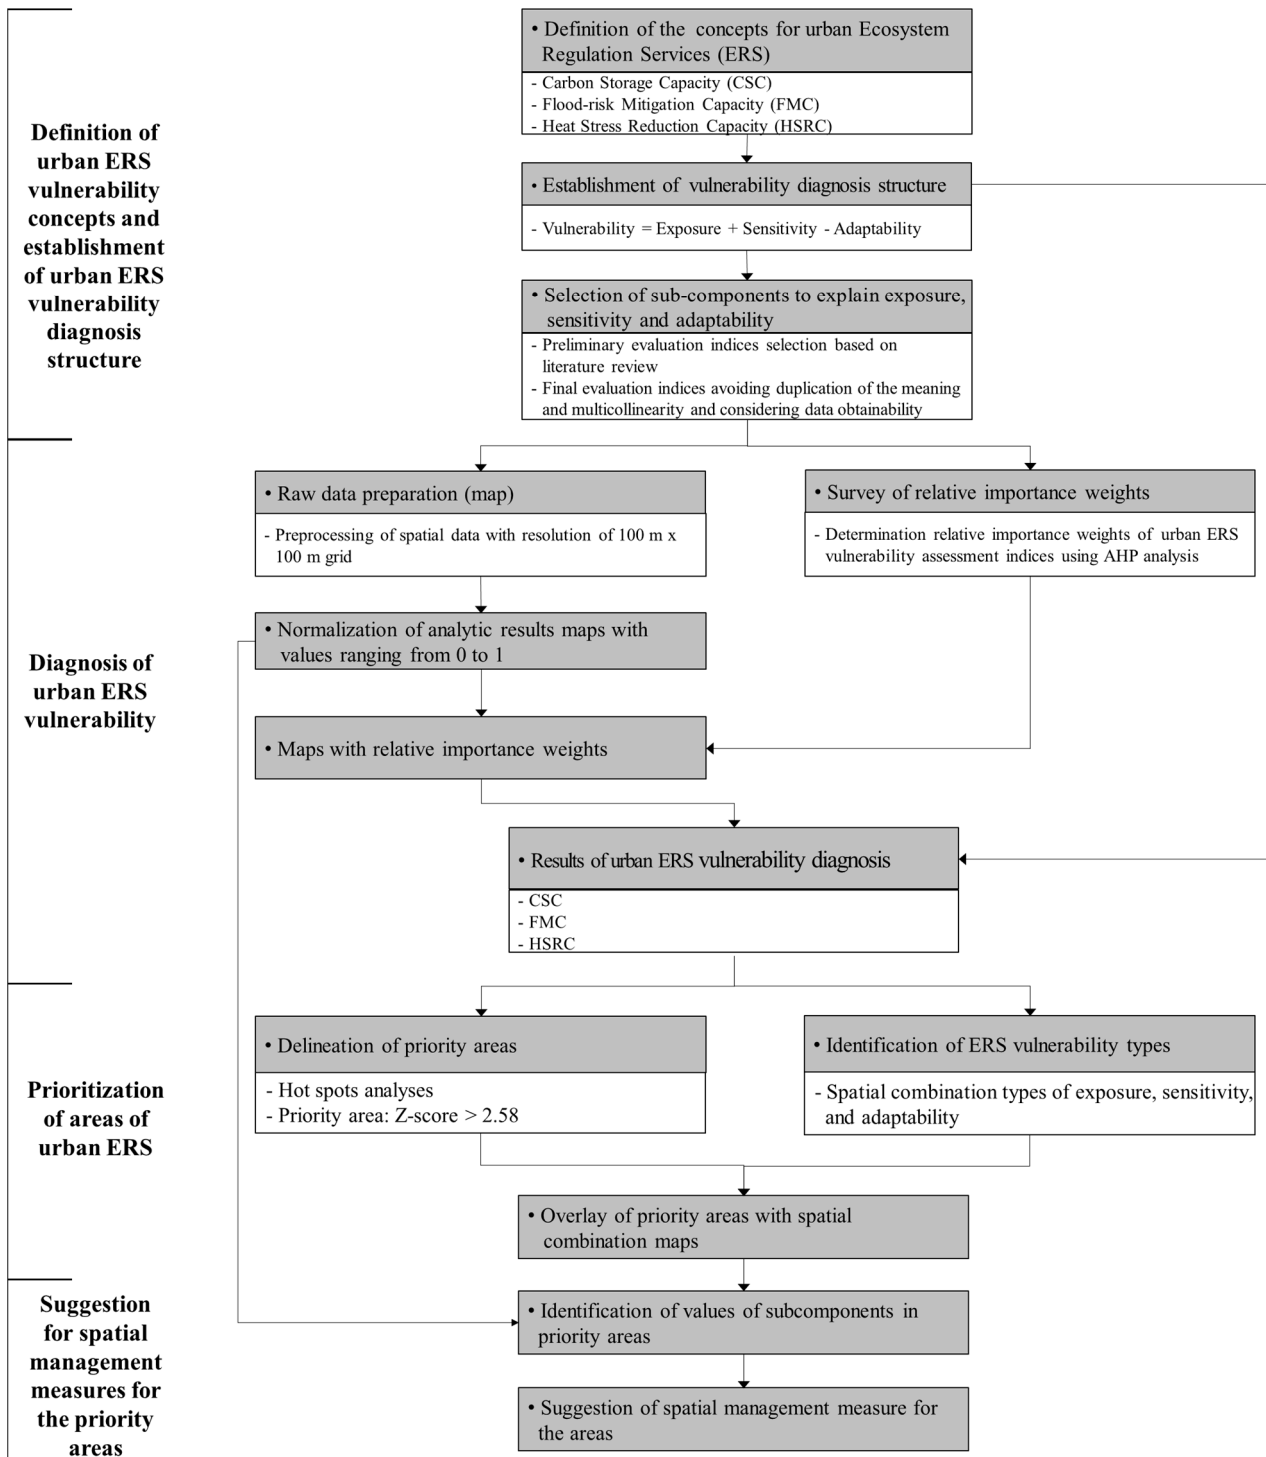 • Definition of the concepts for urban Ecosystem
Regulation Services (ERS)
- Carbon Storage Capacity (CSC)
- Flood-risk Mitigation Capacity (FMC)
- Heat Stress Reduction Capacity (HSRC)
Definition of
urban ERS
vulnerability
concepts and
establishment
of urban ERS
vulnerability
diagnosis
structure
• Establishment of vulnerability diagnosis structure
- Vulnerability = Exposure + Sensitivity - Adaptability
• Selection of sub-components to explain exposure,
sensitivity and adaptability
- Preliminary evaluation indices selection based on
literature review
- Final evaluation indices avoiding duplication of the meaning
and multicollinearity and considering data obtainability
• Raw data preparation (map)
- Preprocessing of spatial data with resolution of 100 m x
100 m grid
• Survey of relative importance weights
- Determination relative importance weights of urban ERS
vulnerability assessment indices using AHP analysis
Diagnosis of
urban ERS
vulnerability
• Normalization of analytic results maps with
values ranging from 0 to 1
• Maps with relative importance weights
• Results of urban ERS vulnerability diagnosis
- CSC
- FMC
- HSRC
Prioritization
of areas of
urban ERS
• Delineation of priority areas
- Hot spots analyses
- Priority area: Z-score > 2.58
• Identification of ERS vulnerability types
- Spatial combination types of exposure, sensitivity,
and adaptability
• Overlay of priority areas with spatial
combination maps
Suggestion
for spatial
management
measures for
the priority
areas
• Identification of values of subcomponents in
priority areas
• Suggestion of spatial management measure for
the areas